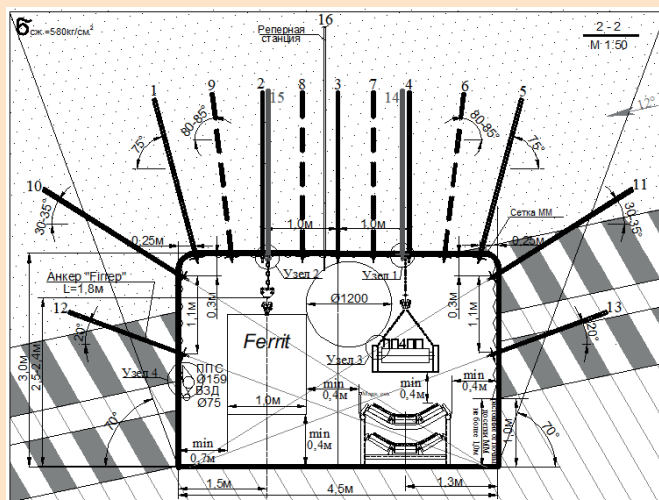 б сж.=580kг/см²
16
Реперная
станция
2 - 2
М 1:50
1
9
2
15
8
3
7
14
4
6
5
12°
75°
80-85°
80-85°
75°
10
11
30-35°
30-35°
0,25м
1,0м
1,0м
Сетка ММ
0,25м
Узел 2
Узел 1
Анкер "Firrep"
L=1,8м
1,1м
0,3м
Ø1200
0,3м
1,1м
12
13
20°
20°
3,0м
2,5-2,4м
Ferrit
ПП4ПП
Узел 3
Узел 4
ППС
Ø159
ВЗД
Ø75
min
0,4м
min
0,4м
min
0,4м
1,0м
70°
min
0,7м
min
0,4м
1,0м
70°
1,5м
4,5м
1,3м